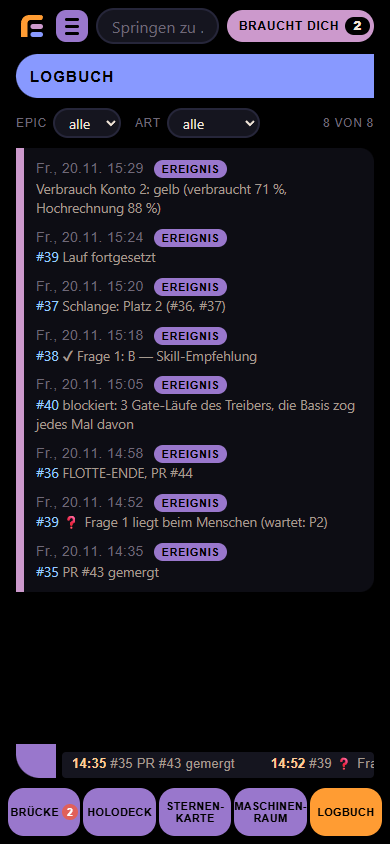 Springen zu .
BRAUCHT DICH 2
LOGBUCH
EPIC alle ART alle 8 VON 8
Fr., 20.11. 15:29 EREIGNIS
Verbrauch Konto 2: gelb (verbraucht 71 %,
Hochrechnung 88 %)
Fr., 20.11. 15:24 EREIGNIS
#39 Lauf fortgesetzt
Fr., 20.11. 15:20 EREIGNIS
#37 Schlange: Platz 2 (#36, #37)
Fr., 20.11. 15:18 EREIGNIS
#38 ✓ Frage 1: B — Skill-Empfehlung
Fr., 20.11. 15:05 EREIGNIS
#40 blockiert: 3 Gate-Läufe des Treibers, die Basis zog
jedes Mal davon
Fr., 20.11. 14:58 EREIGNIS
#36 FLOTTE-ENDE, PR #44
Fr., 20.11. 14:52 EREIGNIS
#39 ❓ Frage 1 liegt beim Menschen (wartet: P2)
Fr., 20.11. 14:35 EREIGNIS
#35 PR #43 gemergt
14:35 #35 PR #43 gemergt 14:52 #39 ❓ Fra
BRÜCKE 2
HOLODECK
STERNEN-
KARTE
MASCHINEN-
RAUM
LOGBUCH